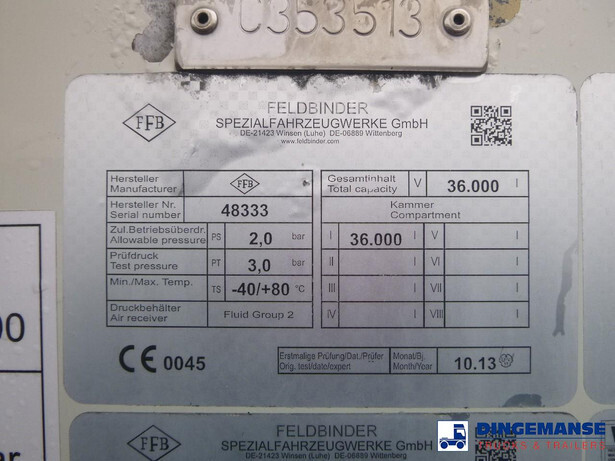 0353513
FFB
FELDBINDER
SPEZIALFAHRZEUGWERKE GmbH
DE-21423 Winsen (Luhe) DE-06889 Wittenberg
www.feldbinder.com
Hersteller
Manufacturer
FFB
Hersteller Nr.
Serial number
48333
Zul.Betriebsüberdr.
Allowable pressure
PS
2,0 bar
Prüfdruck
Test pressure
PT
3,0 bar
Min./Max. Temp.
TS
-40/+80 °C
Druckbehälter
Air receiver
Fluid Group 2
Gesamtinhalt
Total capacity
V
36.000 l
Kammer
Compartment
I 36.000 l V l
II l VI l
III l VII l
IV l VIII l
CE 0045
Erstmalige Prüfung/Dat./Prüfer
Orig. test/date/expert
Monat/Bj.
Month/Year
10.13
00
ar
FFB
FELDBINDER
SPEZIALFAHRZEUGWERKE GmbH
DE-21423 Winsen (Luhe) DE-06889 Wittenberg
DINGEMANSE
TRUCKS & TRAILERS